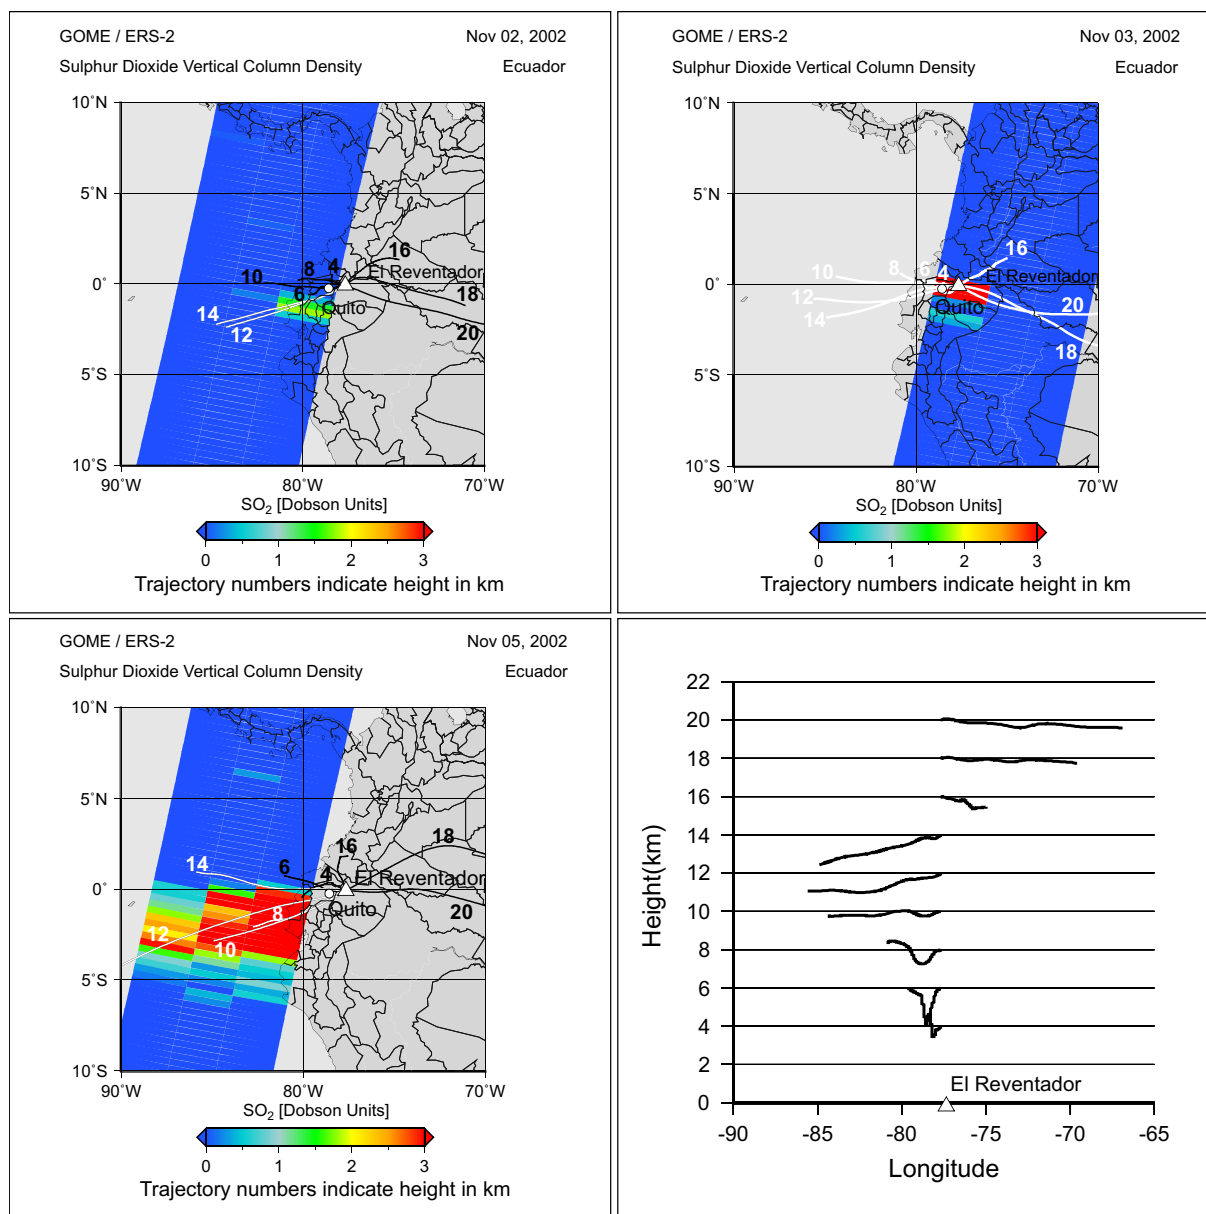 GOME / ERS-2 Nov 02, 2002
Sulphur Dioxide Vertical Column Density Ecuador
10°N
5°N
0°
5°S
10°S
90°W 80°W 70°W
16
8 4
El Reventador
10
6
18
Quito
14
12
20
SO2 [Dobson Units]
0 1 2 3
Trajectory numbers indicate height in km
GOME / ERS-2 Nov 03, 2002
Sulphur Dioxide Vertical Column Density Ecuador
10°N
5°N
0°
5°S
10°S
90°W 80°W 70°W
16
8 6 4
10
El Reventador
12
14
Quito
20
18
SO2 [Dobson Units]
0 1 2 3
Trajectory numbers indicate height in km
GOME / ERS-2 Nov 05, 2002
Sulphur Dioxide Vertical Column Density Ecuador
10°N
5°N
0°
5°S
10°S
90°W 80°W 70°W
18
16
14 6 4
El Reventador
Quito
8
20
12
10
SO2 [Dobson Units]
0 1 2 3
Trajectory numbers indicate height in km
Height(km)
22
20
18
16
14
12
10
8
6
4
2
0
El Reventador
-90 -85 -80 -75 -70 -65
Longitude